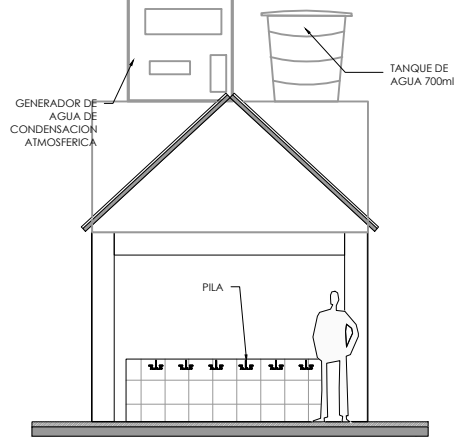 TANQUE DE
AGUA 700ml
GENERADOR DE
AGUA DE
CONDENSACION
ATMOSFERICA
PILA